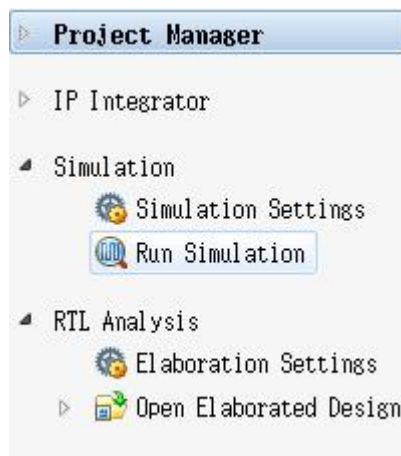 Project Manager
IP Integrator
Simulation
Simulation Settings
Run Simulation
RTL Analysis
Elaboration Settings
Open Elaborated Design